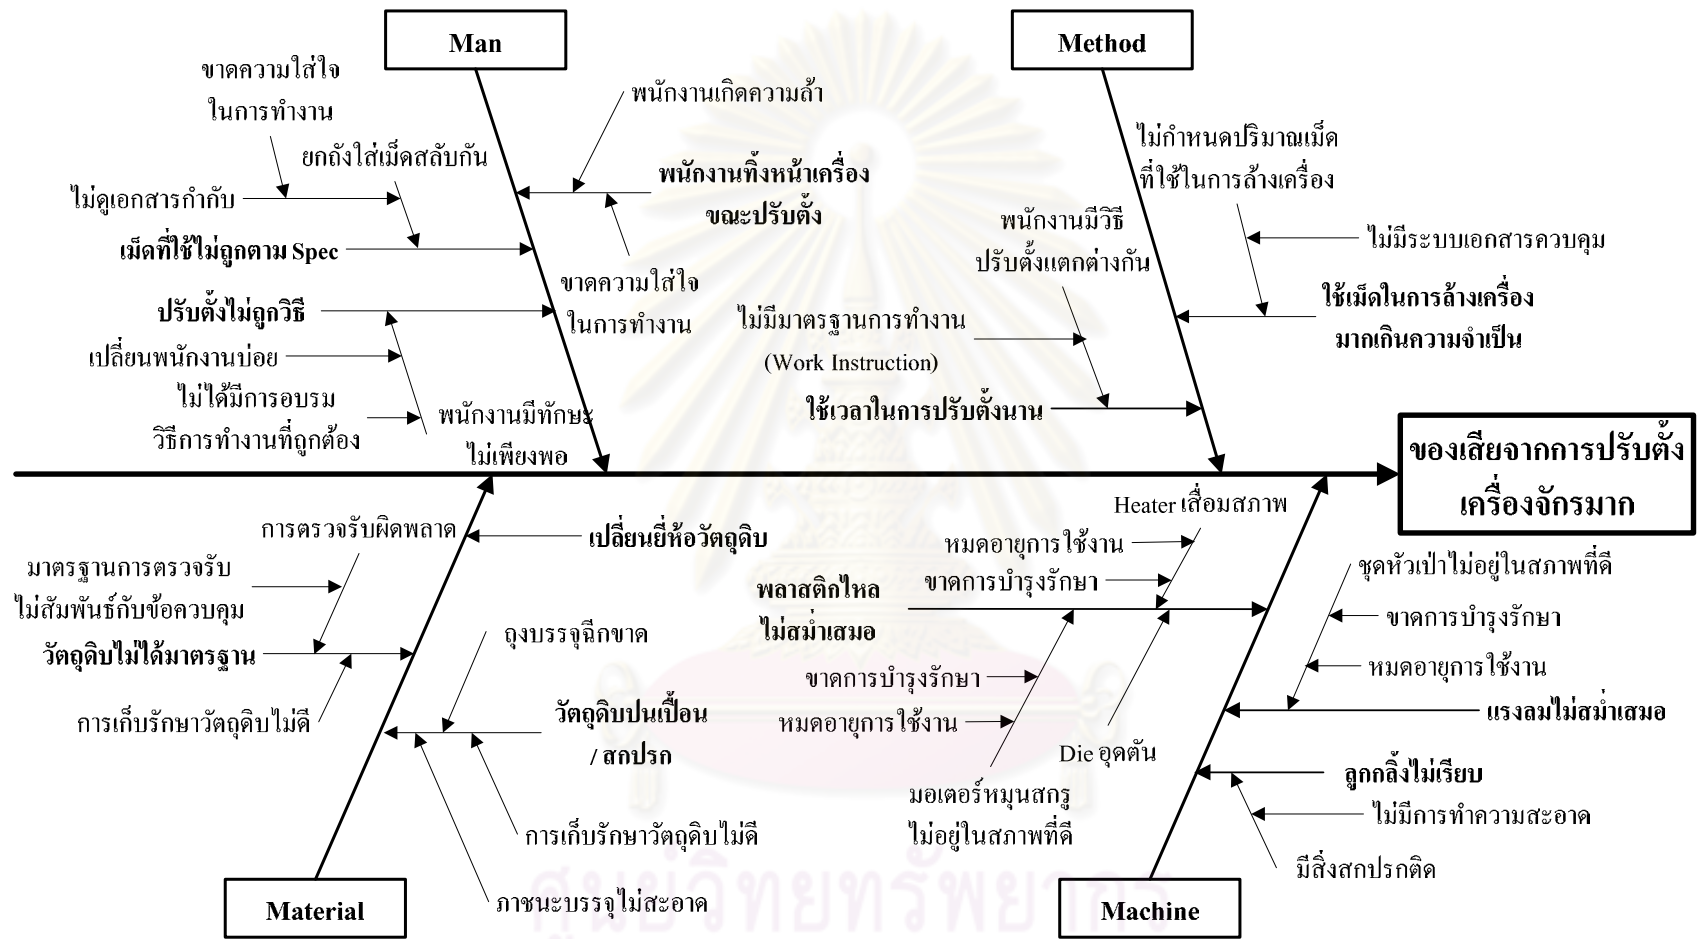 Man
Method
ขาดความใส่ใจ
ในการทำงาน
พนักงานเกิดความล้า
ยกถังใส่เม็ดสลับกัน
ไม่ดูเอกสารกำกับ
พนักงานทิ้งหน้าเครื่อง
ขณะปรับตั้ง
เม็ดที่ใช้ไม่ถูกตาม Spec
ขาดความใส่ใจ
ในการทำงาน
ปรับตั้งไม่ถูกวิธี
เปลี่ยนพนักงานบ่อย
ไม่ได้มีการอบรม
วิธีการทำงานที่ถูกต้อง
พนักงานมีทักษะ
ไม่เพียงพอ
ไม่กำหนดปริมาณเม็ด
ที่ใช้ในการล้างเครื่อง
พนักงานมีวิธี
ปรับตั้งแตกต่างกัน
ไม่มีระบบเอกสารควบคุม
ใช้เม็ดในการล้างเครื่อง
มากเกินความจำเป็น
ไม่มีมาตรฐานการทำงาน
(Work Instruction)
ใช้เวลาในการปรับตั้งนาน
ของเสียจากการปรับตั้ง
เครื่องจักรมาก
การตรวจรับผิดพลาด
เปลี่ยนยี่ห้อวัตถุดิบ
มาตรฐานการตรวจรับ
ไม่สัมพันธ์กับข้อควบคุม
วัตถุดิบไม่ได้มาตรฐาน
ถุงบรรจุฉีกขาด
การเก็บรักษาวัตถุดิบไม่ดี
วัตถุดิบปนเปื้อน
/ สกปรก
การเก็บรักษาวัตถุดิบไม่ดี
ภาชนะบรรจุไม่สะอาด
Material
Heater เสื่อมสภาพ
หมดอายุการใช้งาน
ขาดการบำรุงรักษา
พลาสติกไหล
ไม่สม่ำเสมอ
ขาดการบำรุงรักษา
หมดอายุการใช้งาน
Die อุดตัน
มอเตอร์หมุนสกรู
ไม่อยู่ในสภาพที่ดี
ชุดหัวเป่าไม่อยู่ในสภาพที่ดี
ขาดการบำรุงรักษา
หมดอายุการใช้งาน
แรงลมไม่สม่ำเสมอ
ลูกกลิ้งไม่เรียบ
ไม่มีการทำความสะอาด
มีสิ่งสกปรกติด
Machine
ศูนย์วิทยทรัพยากร